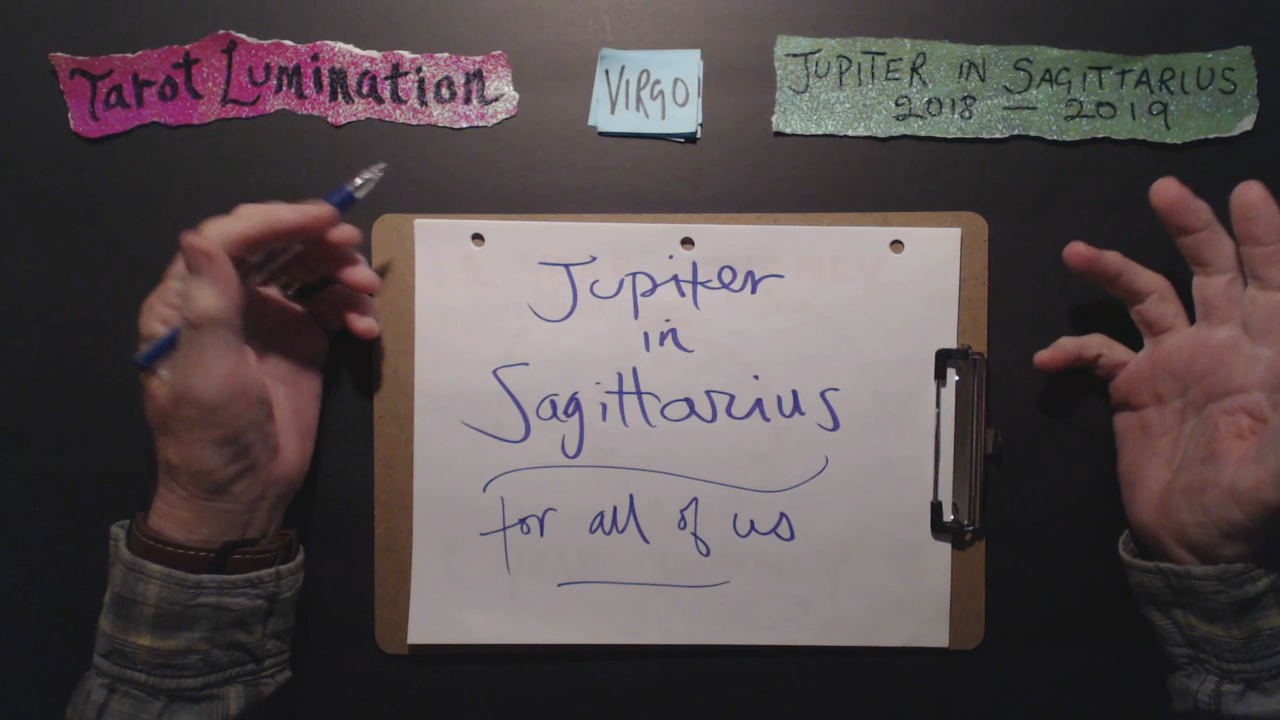 Tarot Lumination
VIRGO
JUPITER IN SAGITTARIUS
2018 — 2019
Jupiter
in
Sagittarius
for all of us